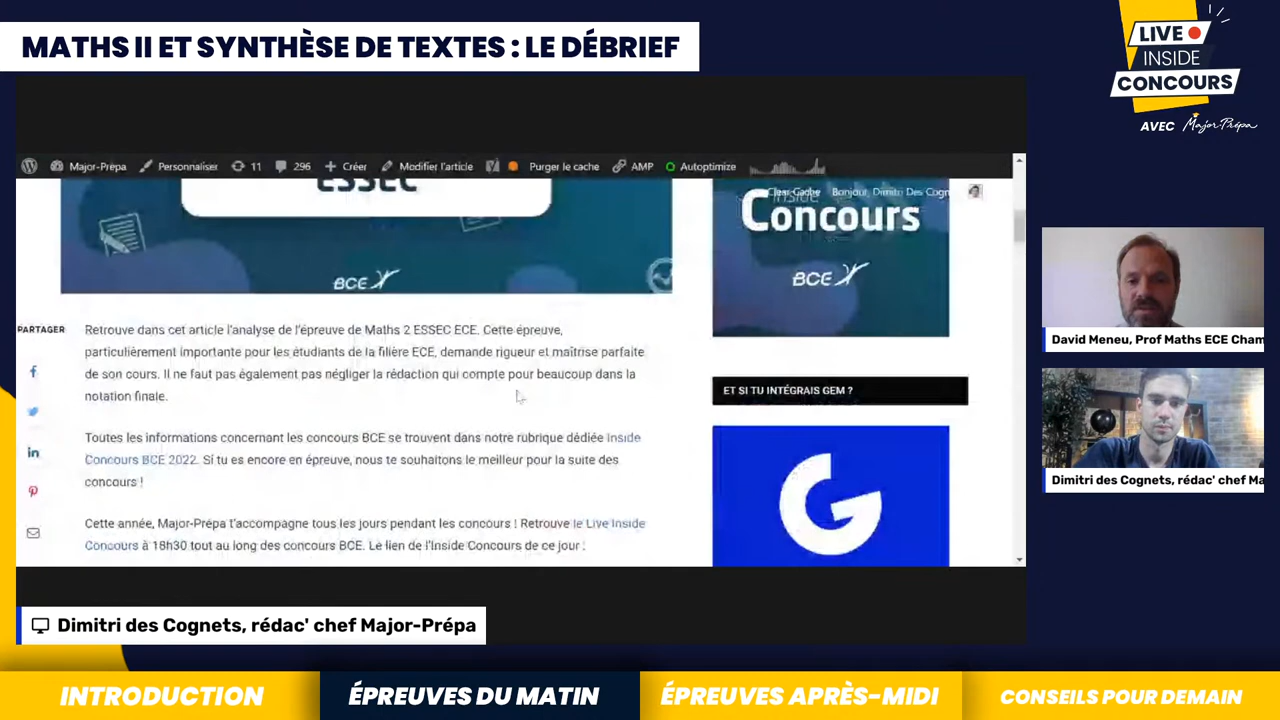 MATHS II ET SYNTHÈSE DE TEXTES : LE DÉBRIEF
LIVE
INSIDE
CONCOURS
AVEC Major-Prépa
Major-Prépa Personnaliser 11 296 Créer Modifier l'article Purger le cache AMP Autoptimize
Clear Cache Bonjour, Dimitri Des Cogn
ESSEC
BCE
Inside
Concours
BCE
PARTAGER
Retrouve dans cet article l'analyse de l'épreuve de Maths 2 ESSEC ECE. Cette épreuve,
particulièrement importante pour les étudiants de la filière ECE, demande rigueur et maîtrise parfaite
de son cours. Il ne faut pas également pas négliger la rédaction qui compte pour beaucoup dans la
notation finale.
Toutes les informations concernant les concours BCE se trouvent dans notre rubrique dédiée Inside
Concours BCE 2022. Si tu es encore en épreuve, nous te souhaitons le meilleur pour la suite des
concours !
Cette année, Major-Prépa t'accompagne tous les jours pendant les concours ! Retrouve le Live Inside
Concours à 18h30 tout au long des concours BCE. Le lien de l'Inside Concours de ce jour :
ET SI TU INTÉGRAIS GEM ?
David Meneu, Prof Maths ECE Cham
Dimitri des Cognets, rédac' chef Ma
Dimitri des Cognets, rédac' chef Major-Prépa
INTRODUCTION
ÉPREUVES DU MATIN
ÉPREUVES APRÈS-MIDI
CONSEILS POUR DEMAIN